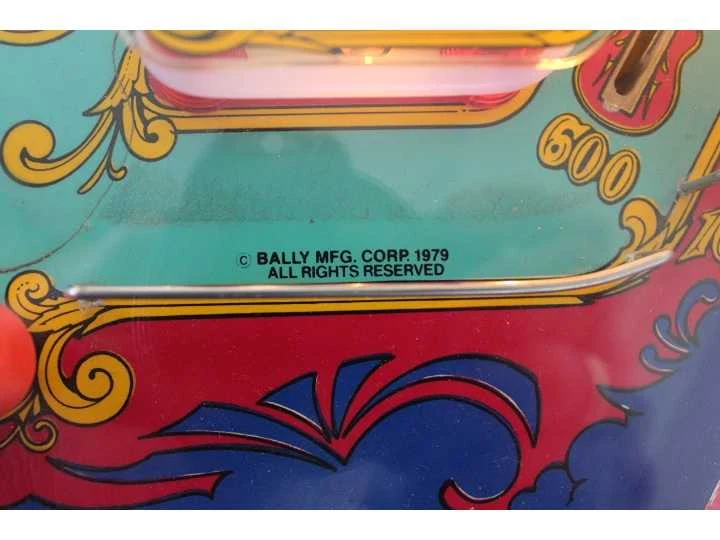 600
© BALLY MFG. CORP. 1979
ALL RIGHTS RESERVED